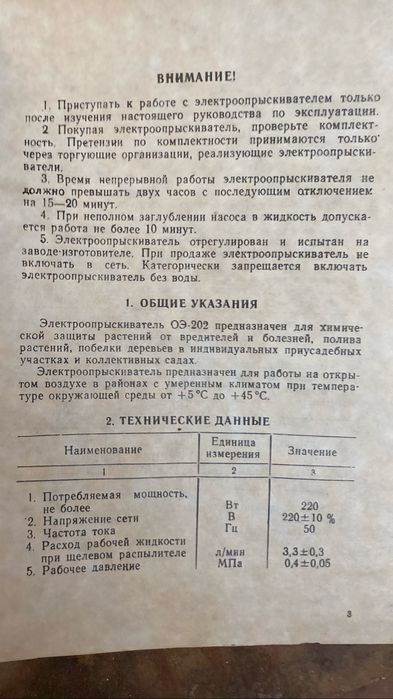 ВНИМАНИЕ!
1. Приступать к работе с электроопрыскивателем только
после изучения настоящего руководства по эксплуатации.
2 Покупая электроопрыскиватель, проверьте комплект-
ность. Претензии по комплектности принимаются только
через торгующие организации, реализующие электроопрыски-
ватели.
3. Время непрерывной работы электроопрыскивателя не
должно превышать двух часов с последующим отключением
на 15—20 минут.
4. При неполном заглублении насоса в жидкость допуска-
ется работа не более 10 минут.
5. Электроопрыскиватель отрегулирован и испытан на
заводе-изготовителе. При продаже электроопрыскиватель не
включать в сеть. Категорически запрещается включать
электроопрыскиватель без воды.
1. ОБЩИЕ УКАЗАНИЯ
Электроопрыскиватель ОЭ-202 предназначен для химиче-
ской защиты растений от вредителей и болезней, полива
растений, побелки деревьев в индивидуальных приусадебных
участках и коллективных садах.
Электроопрыскиватель предназначен для работы на откры-
том воздухе в районах с умеренным климатом при темпера-
туре окружающей среды от +5°С до +45°С.
2. ТЕХНИЧЕСКИЕ ДАННЫЕ
Наименование Единица измерения Значение
1 2 3
1. Потребляемая мощность,
не более Вт 220
2. Напряжение сети В 220±10 %
3. Частота тока Гц 50
4. Расход рабочей жидкости
при щелевом распылителе л/мин 3,3±0,3
5. Рабочее давление МПа 0,4±0,05
3